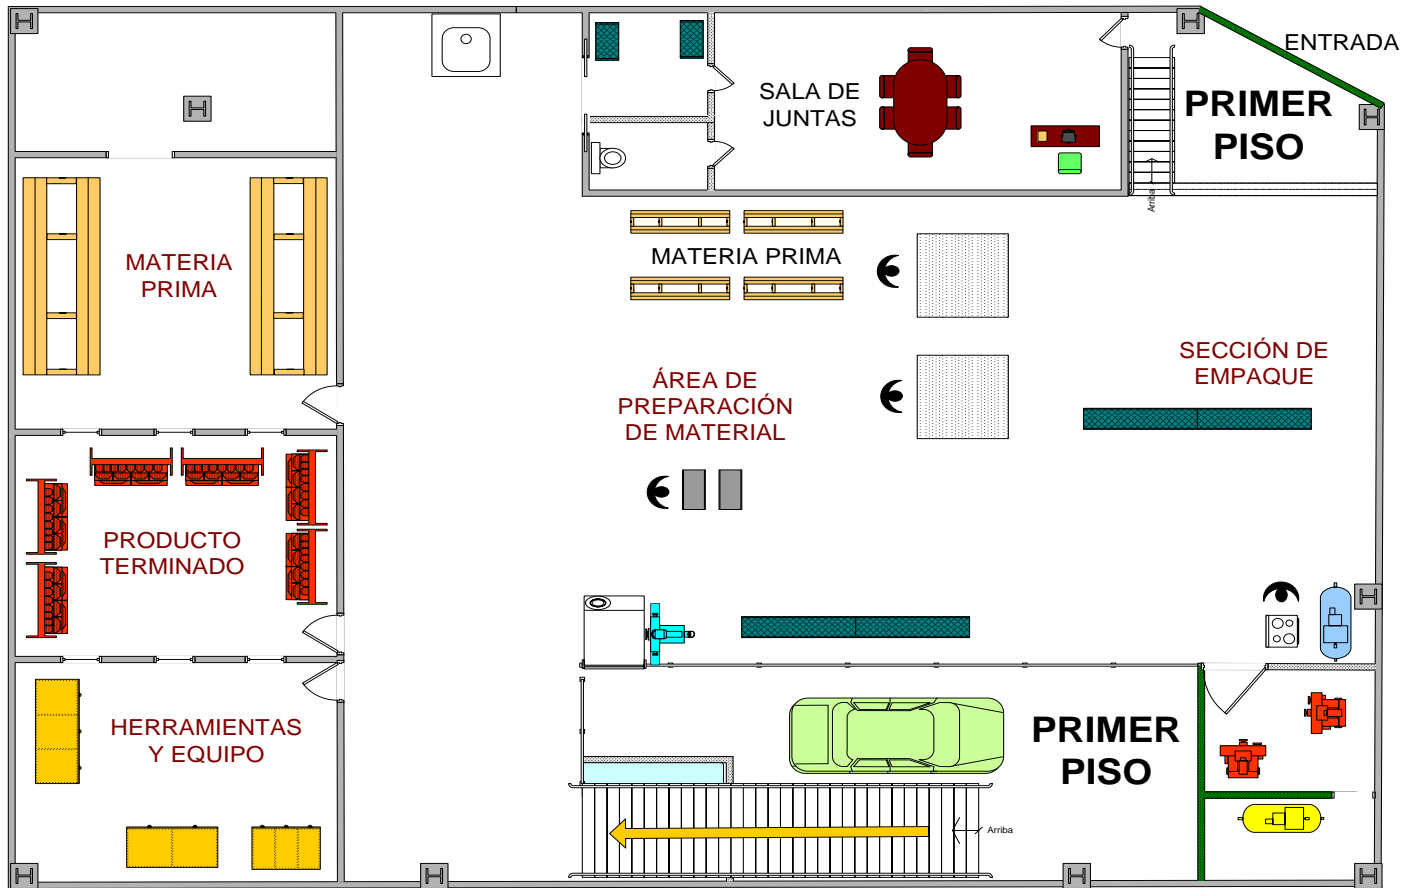 ENTRADA
SALA DE
JUNTAS
PRIMER
PISO
Arriba
MATERIA PRIMA
MATERIA
PRIMA
SECCIÓN DE
EMPAQUE
ÁREA DE
PREPARACIÓN
DE MATERIAL
PRODUCTO
TERMINADO
HERRAMIENTAS
Y EQUIPO
PRIMER
PISO
Arriba